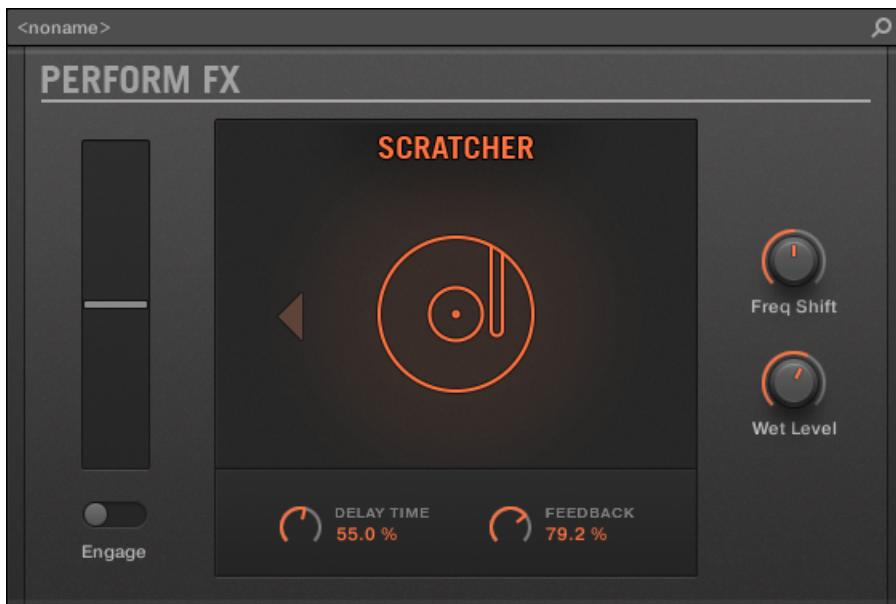 <noname>
PERFORM FX
SCRATCHER
Freq Shift
Wet Level
DELAY TIME
55.0 %
FEEDBACK
79.2 %
Engage